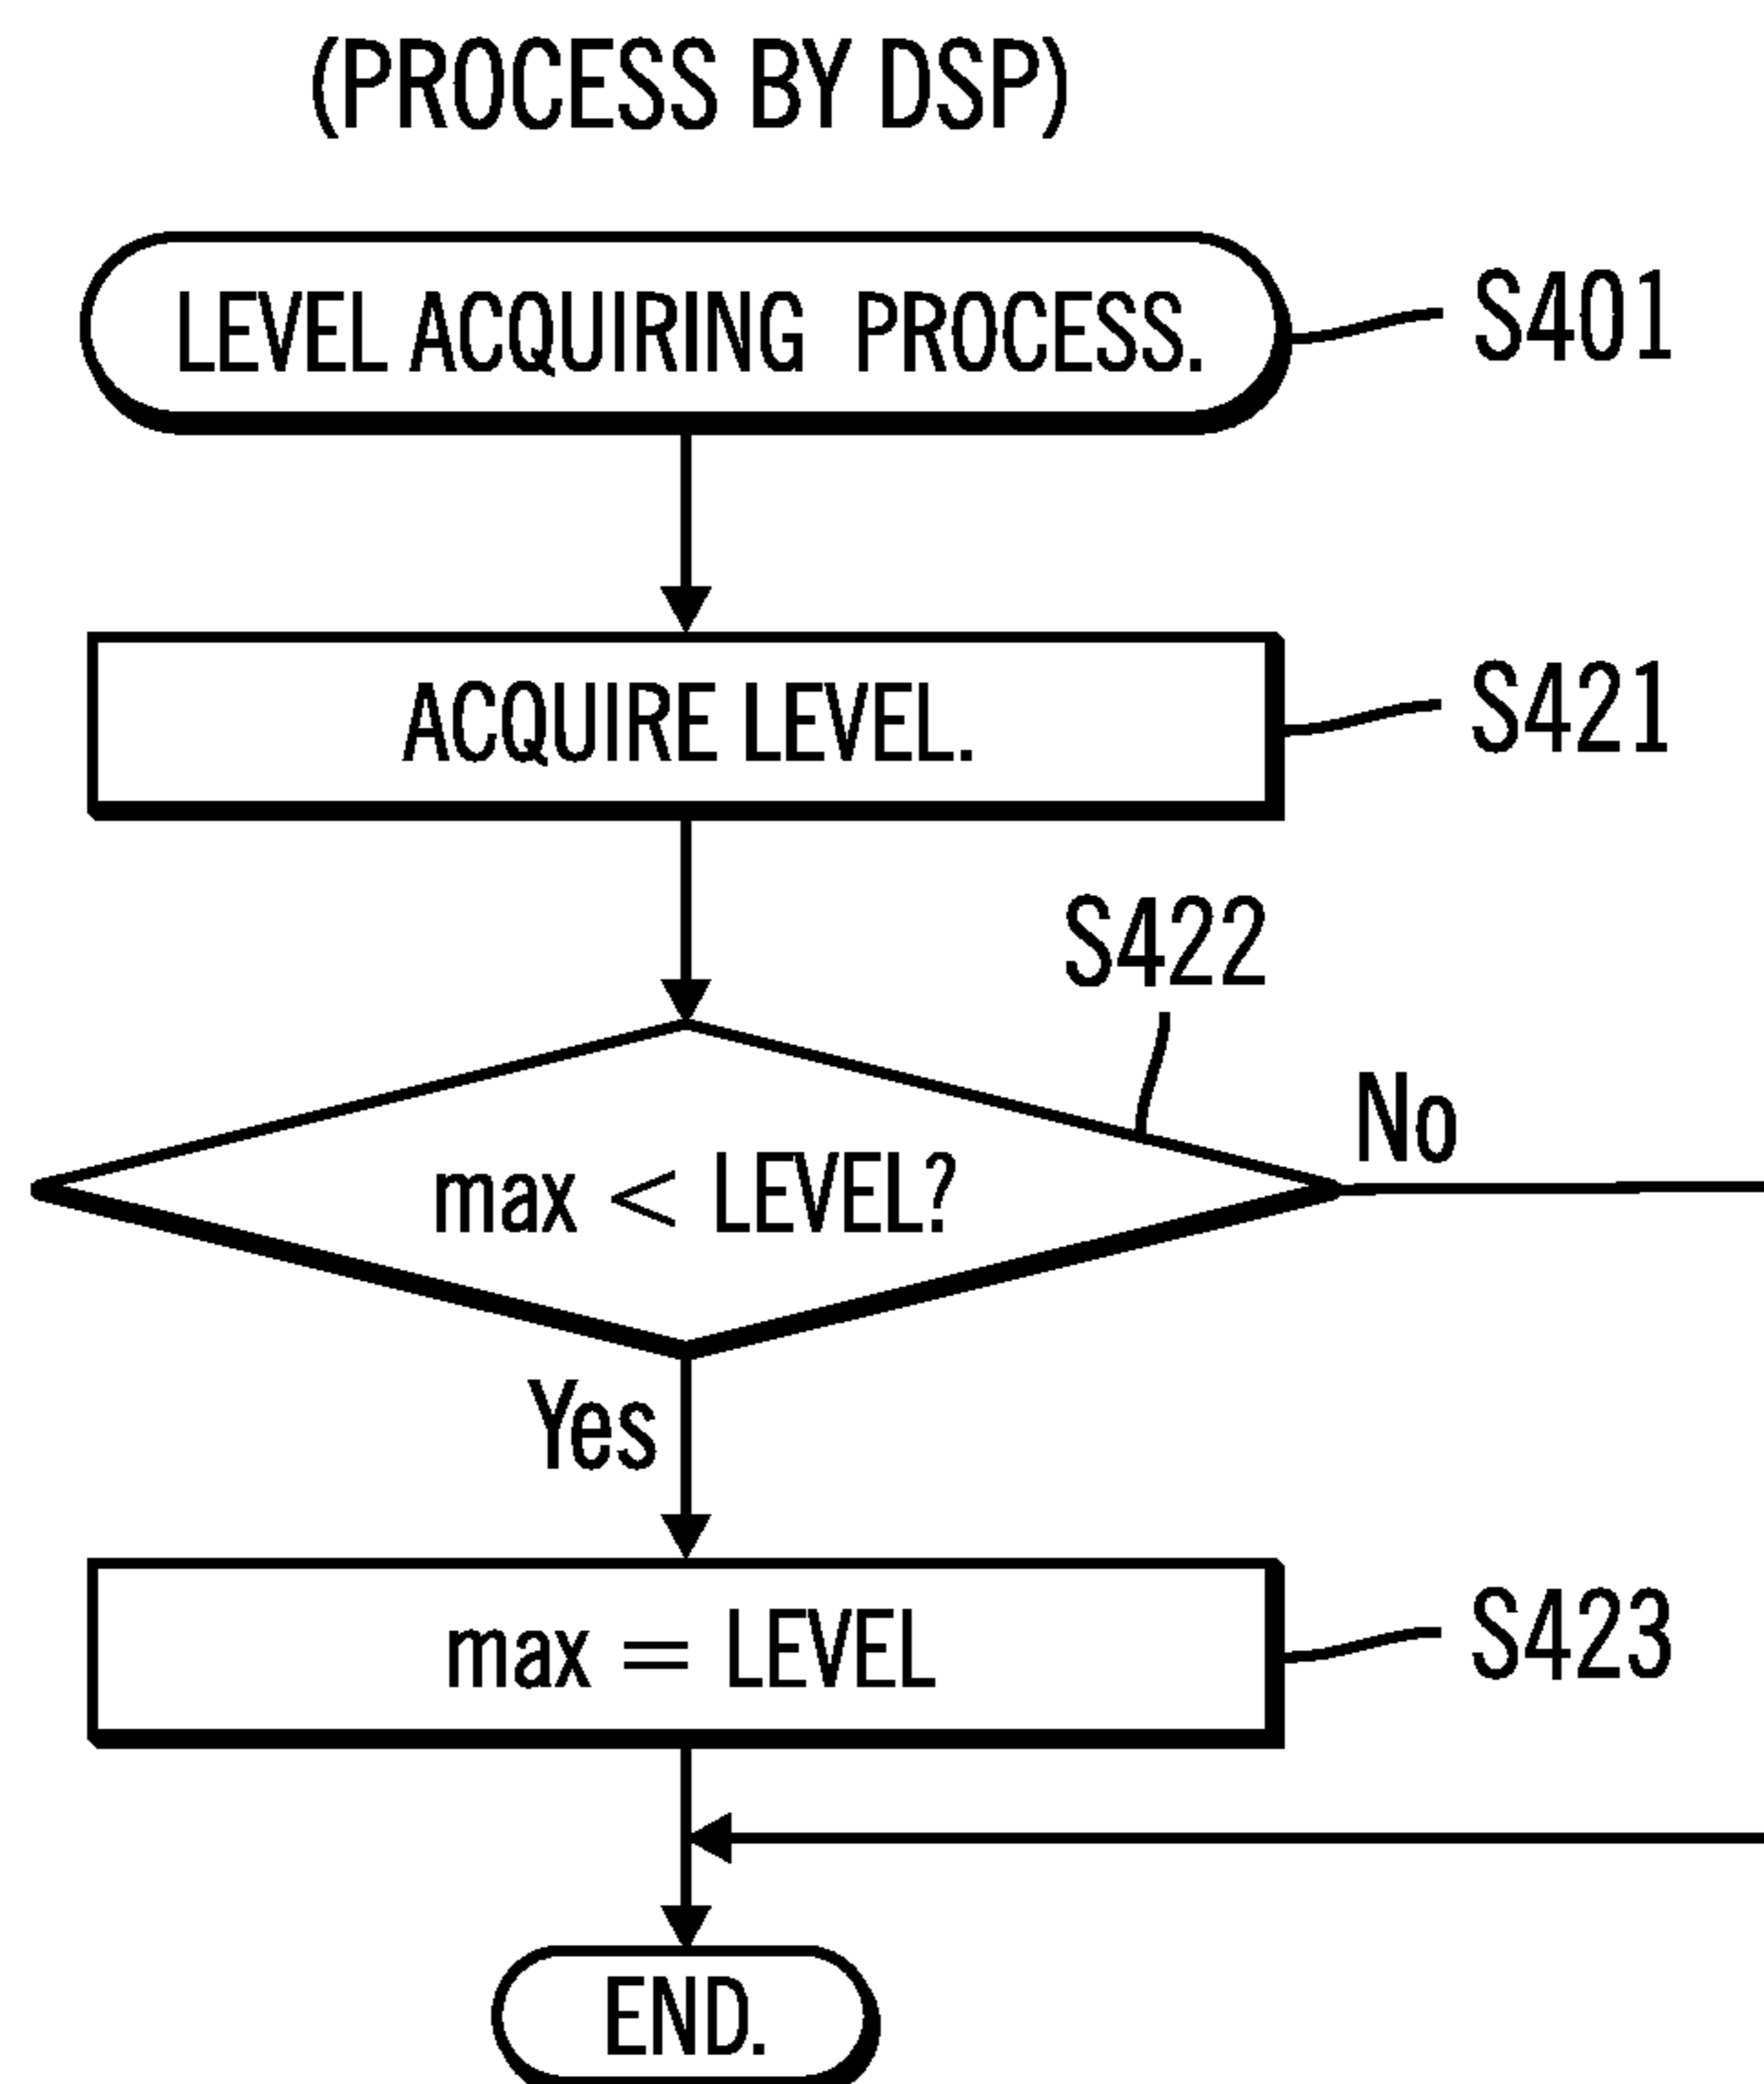 (PROCESS BY DSP)
LEVEL ACQUIRING PROCESS.
S401
ACQUIRE LEVEL.
S421
S422
max < LEVEL?
No
Yes
max = LEVEL
S423
END.